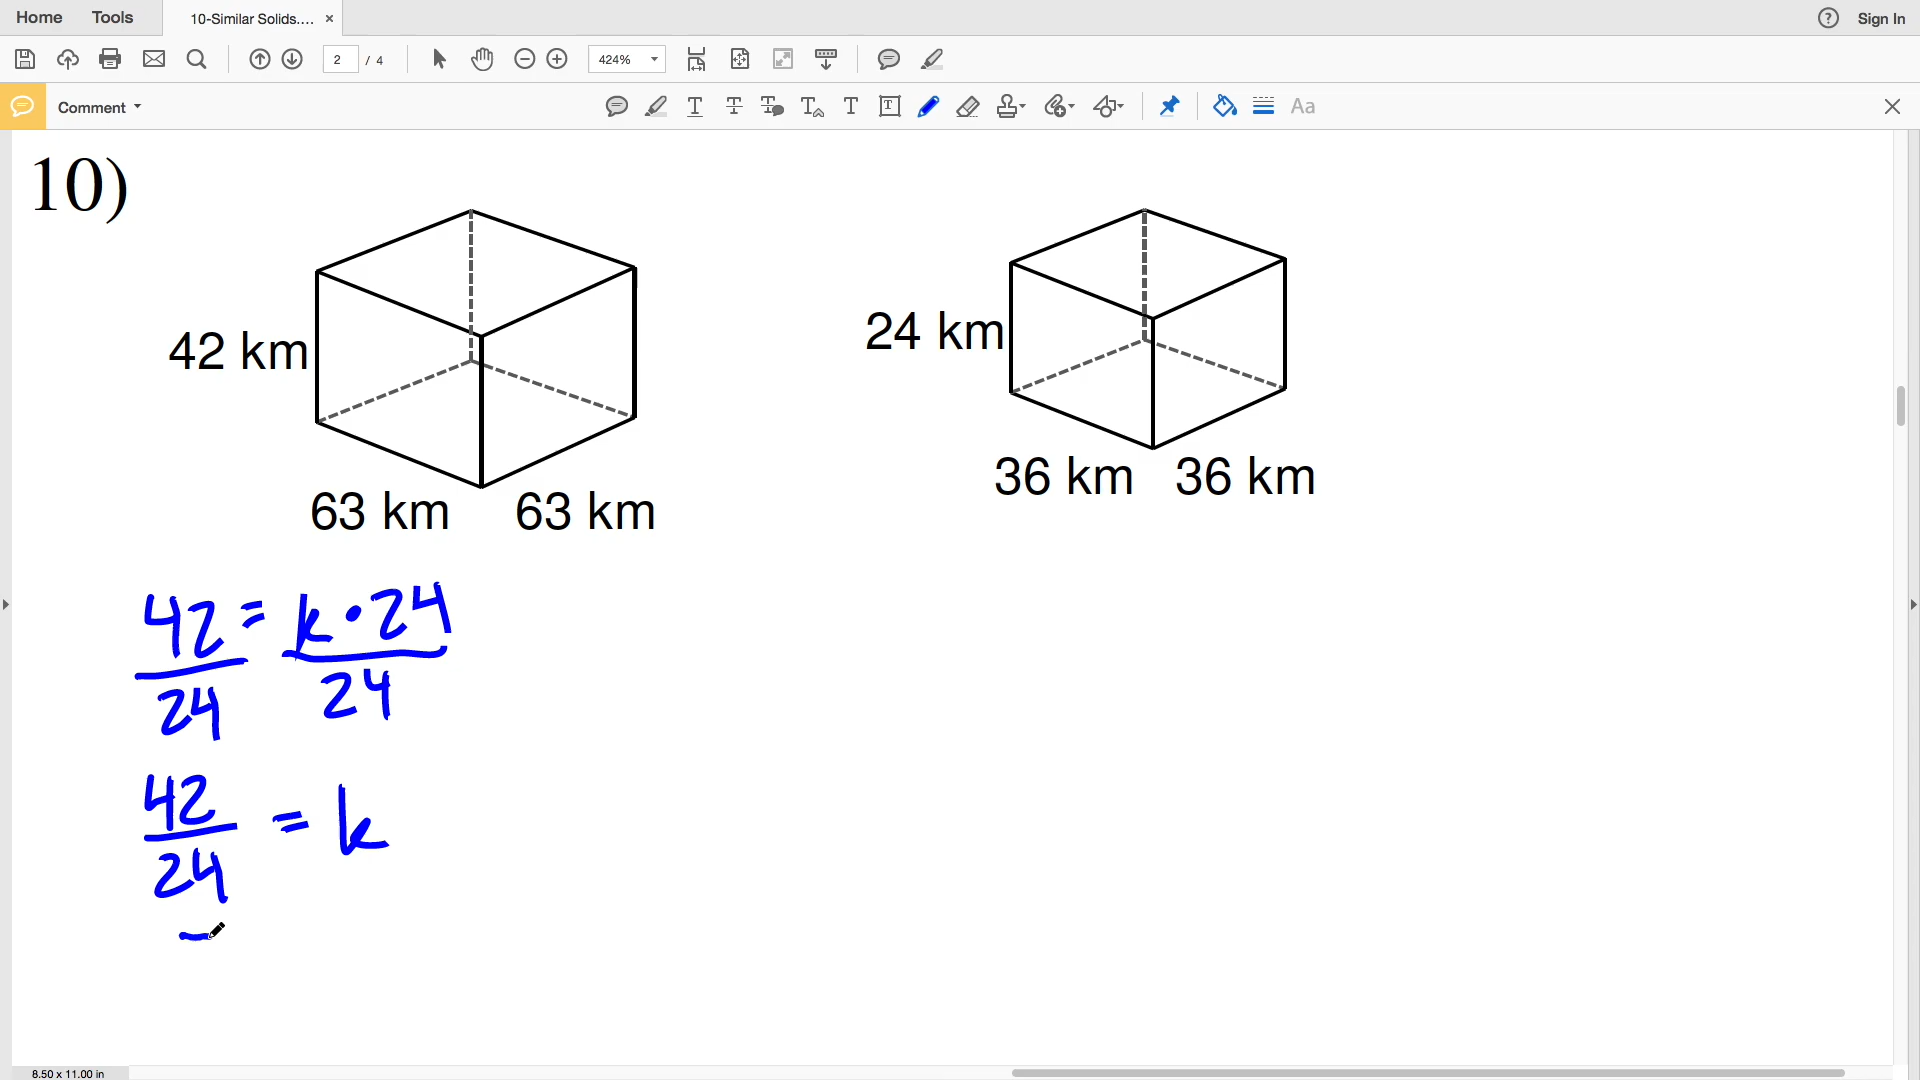 Home Tools 10-Similar Solids.... × ? Sign In
2 / 4 424%
Comment T T T T T T Aa
10)
42 km
24 km
36 km 36 km
63 km 63 km
42 = k • 24
24 24
42 = k
24
8.50 x 11.00 in